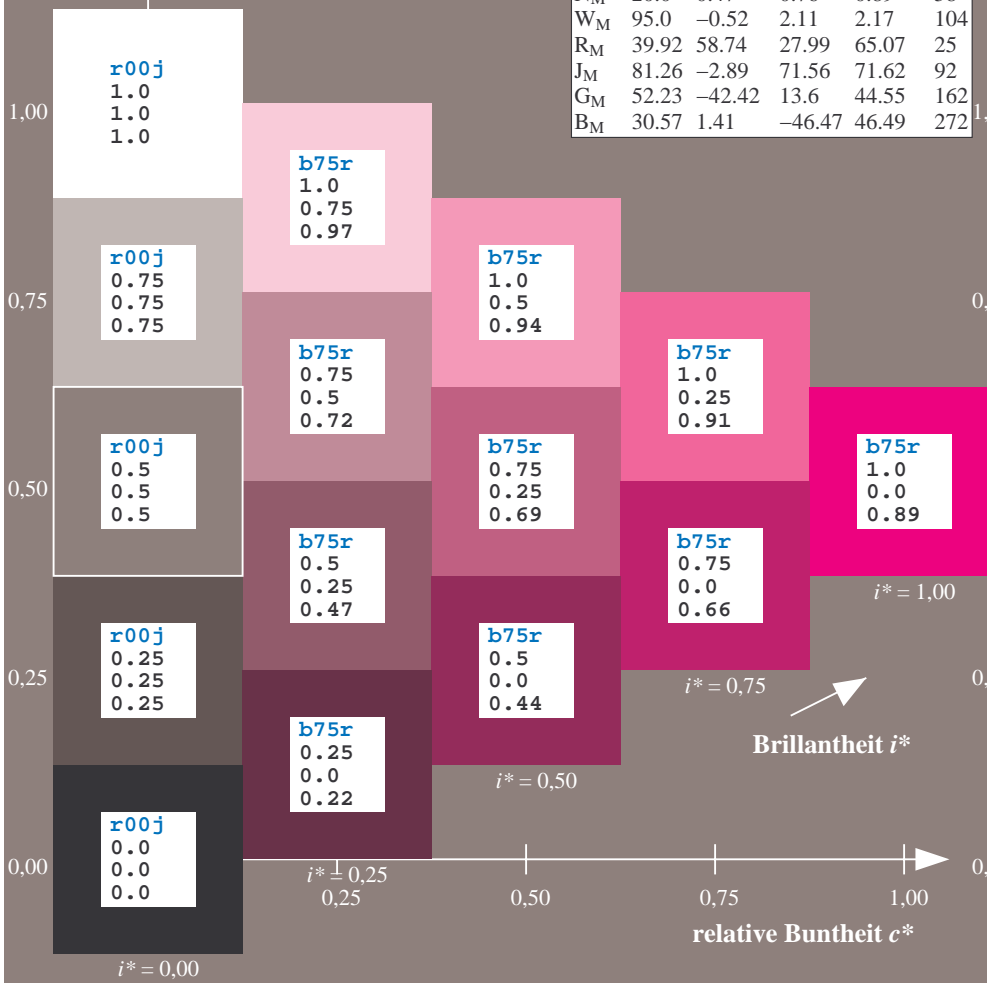 W_M 95.0 −0.52 2.11 2.17 104
R_M 39.92 58.74 27.99 65.07 25
J_M 81.26 −2.89 71.56 71.62 92
G_M 52.23 −42.42 13.6 44.55 162
B_M 30.57 1.41 −46.47 46.49 272
r00j
1.0
1.0
1.0
1,00
b75r
1.0
0.75
0.97
r00j
0.75
0.75
0.75
b75r
1.0
0.5
0.94
0,75
b75r
0.75
0.5
0.72
b75r
1.0
0.25
0.91
r00j
0.5
0.5
0.5
b75r
0.75
0.25
0.69
b75r
1.0
0.0
0.89
0,50
b75r
0.5
0.25
0.47
b75r
0.75
0.0
0.66
i* = 1,00
r00j
0.25
0.25
0.25
b75r
0.5
0.0
0.44
0,25
i* = 0,75
b75r
0.25
0.0
0.22
Brillantheit i*
i* = 0,50
r00j
0.0
0.0
0.0
0,00
i* = 0,25
0,25 0,50 0,75 1,00
relative Buntheit c*
i* = 0,00